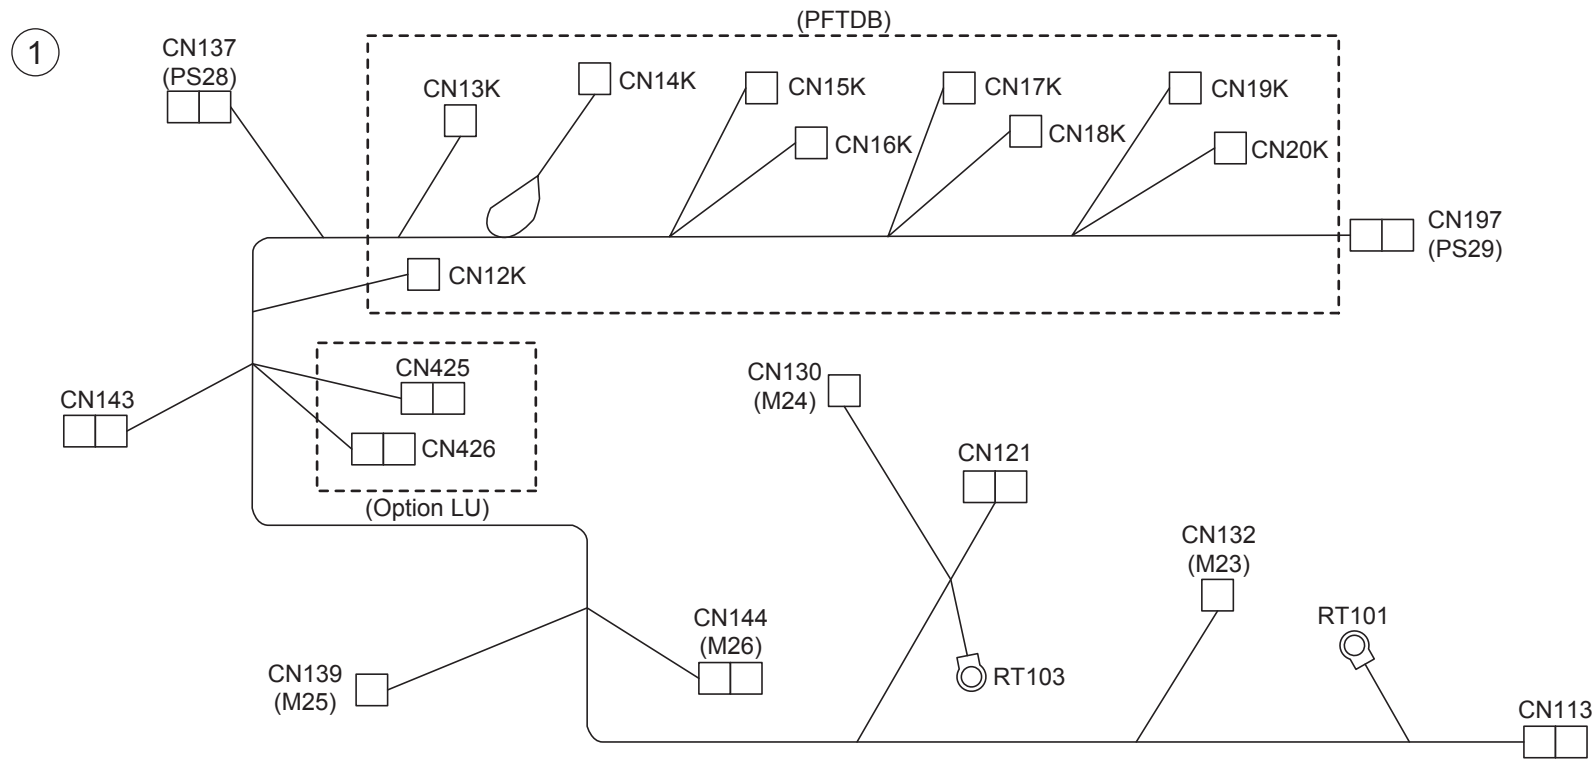 (PFTDB)
1
CN137
(PS28)
CN13K
CN14K
CN15K
CN16K
CN17K
CN18K
CN19K
CN20K
CN197
(PS29)
CN12K
CN425
CN426
(Option LU)
CN143
CN130
(M24)
CN121
CN132
(M23)
RT101
CN144
(M26)
CN139
(M25)
RT103
CN113